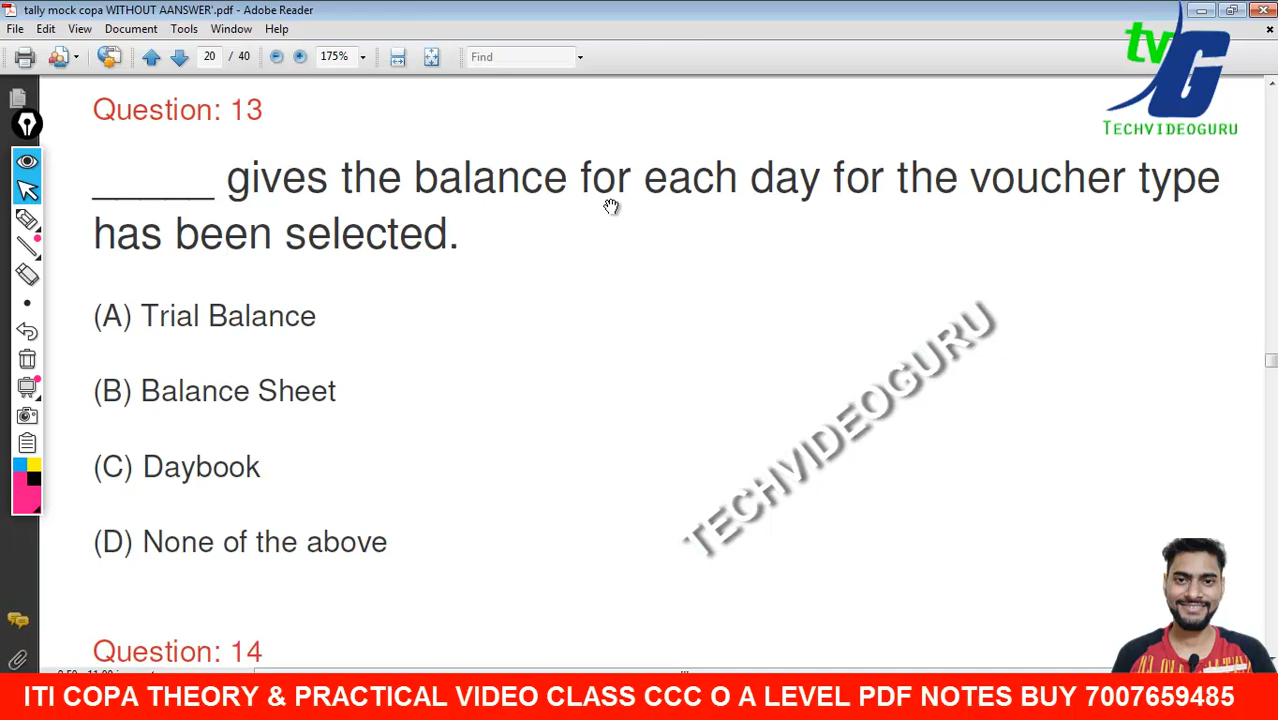 tally mock copa WITHOUT AANSWER'.pdf - Adobe Reader
File Edit View Document Tools Window Help
20 / 40 175% Find
tvG
TECHVIDEOGURU
Question: 13
______ gives the balance for each day for the voucher type
has been selected.
(A) Trial Balance
(B) Balance Sheet
(C) Daybook
(D) None of the above
TECHVIDEOGURU
Question: 14
ITI COPA THEORY & PRACTICAL VIDEO CLASS CCC O A LEVEL PDF NOTES BUY 7007659485